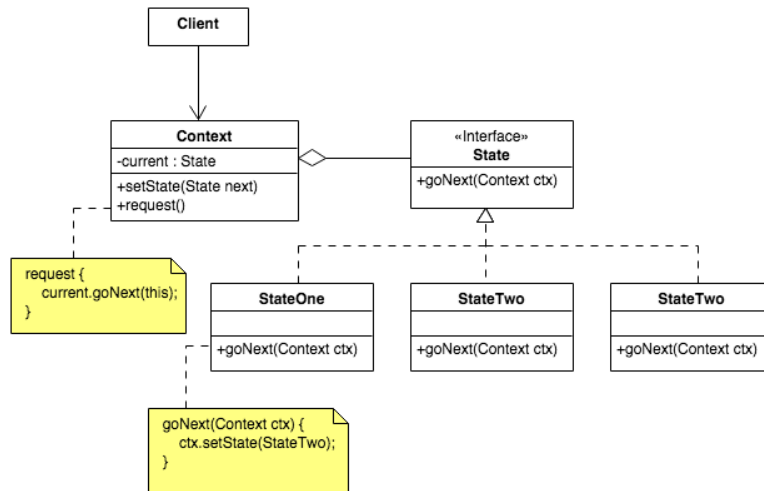 Client
Context
-current : State
+setState(State next)
+request()
«Interface»
State
+goNext(Context ctx)
request {
current.goNext(this);
}
StateOne
+goNext(Context ctx)
StateTwo
+goNext(Context ctx)
StateTwo
+goNext(Context ctx)
goNext(Context ctx) {
ctx.setState(StateTwo);
}